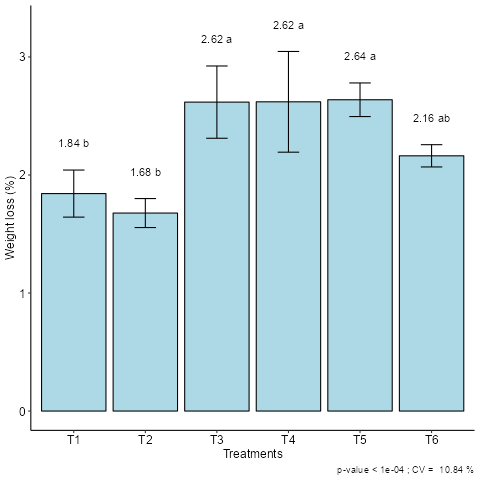 2.62 a
2.62 a
2.64 a
2.16 ab
1.84 b
1.68 b
Weight loss (%)
3
2
1
0
T1 T2 T3 T4 T5 T6
Treatments
p-value < 1e-04 ; CV = 10.84 %